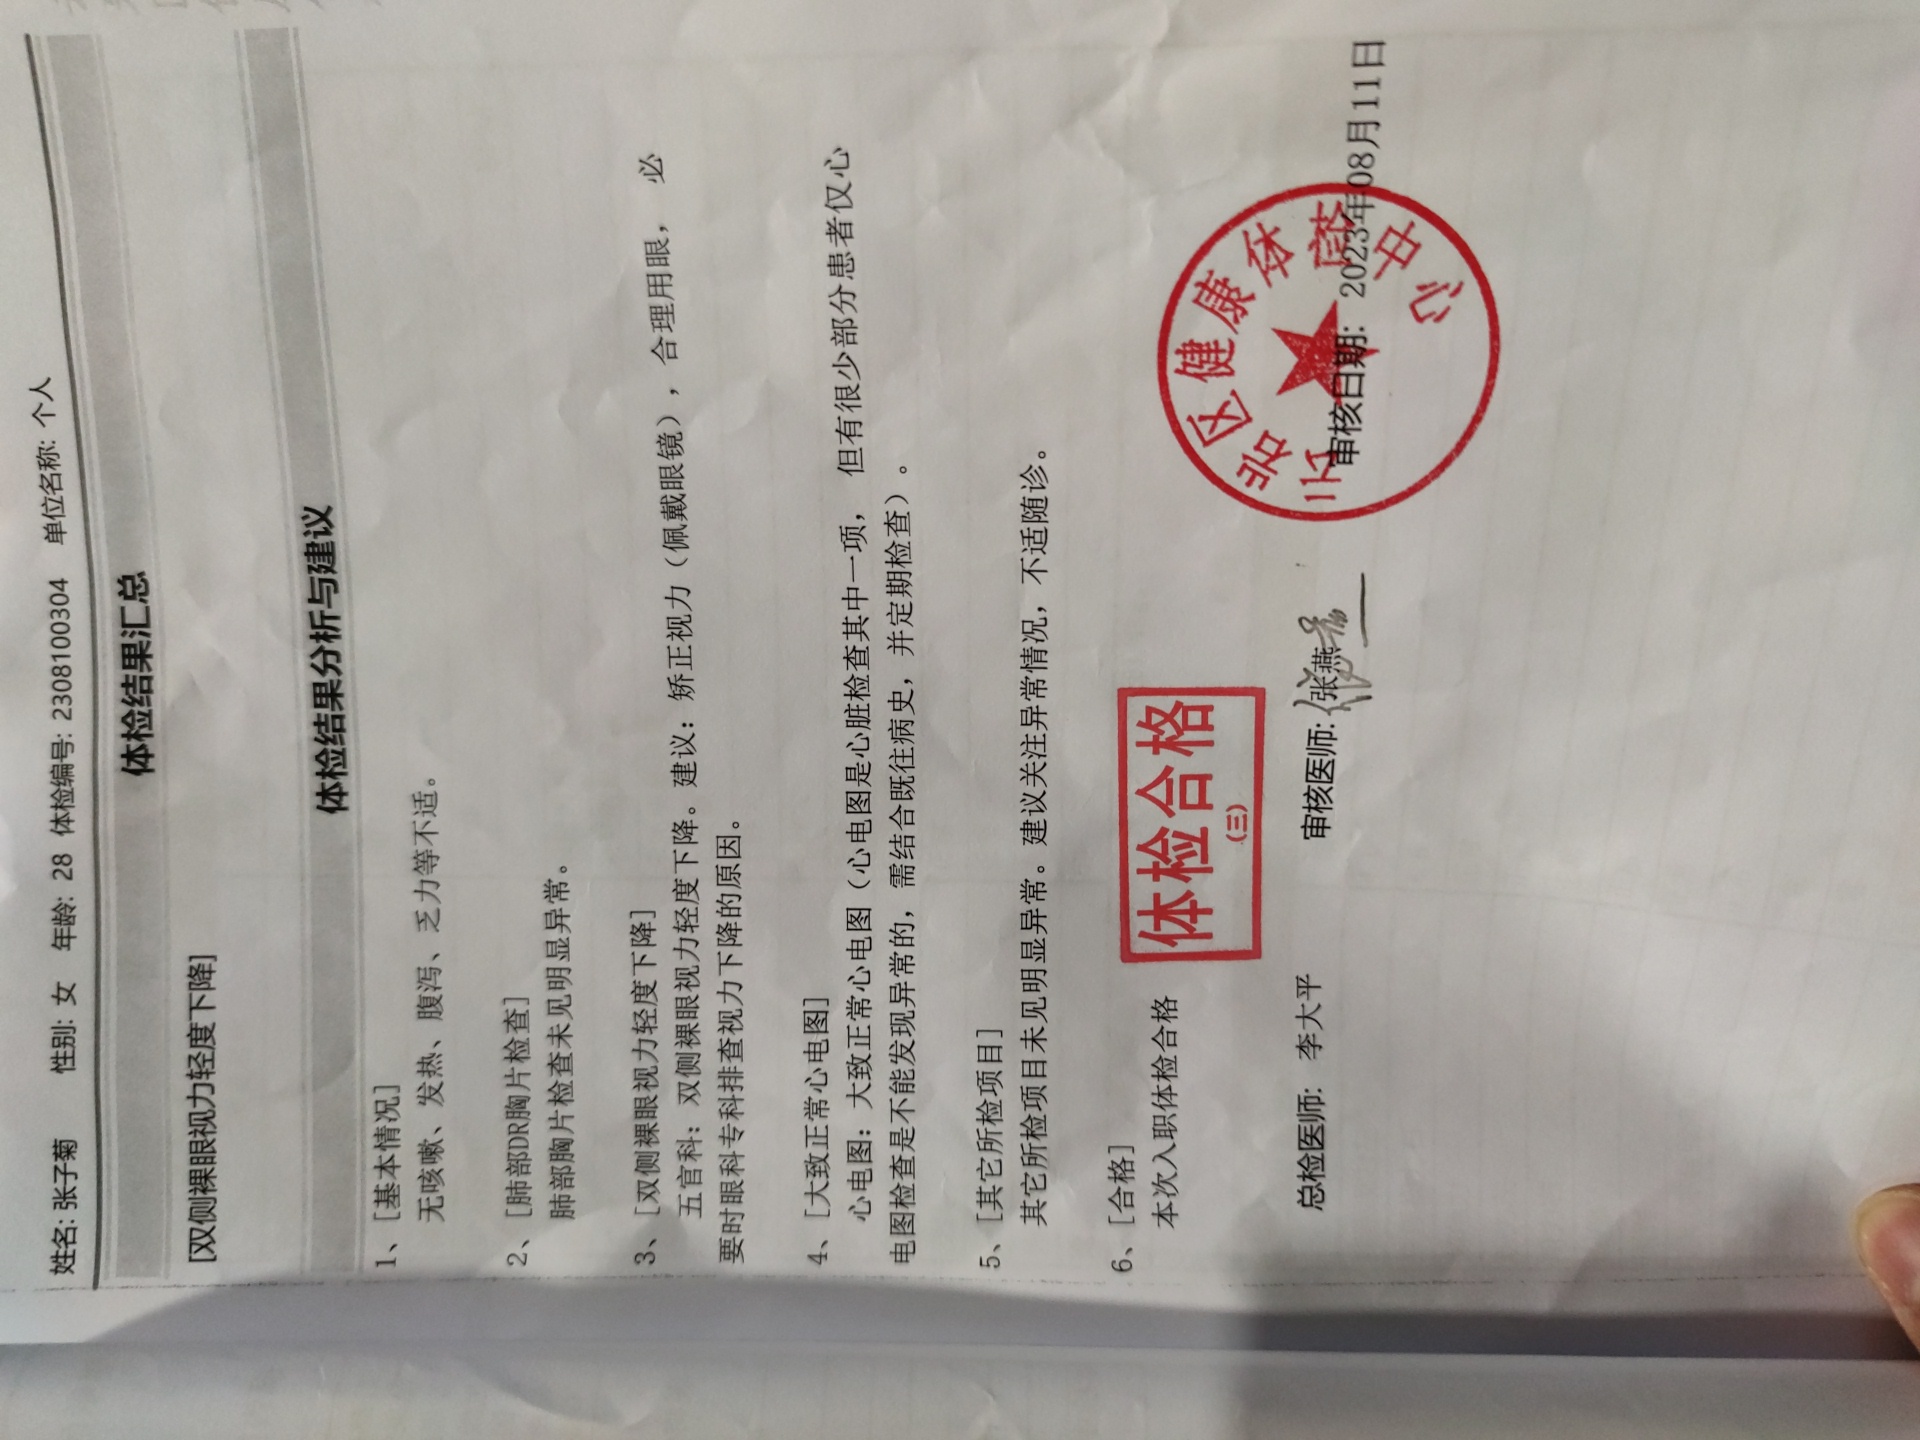 姓名: 张子菊 性别: 女 年龄: 28 体检编号: 2308100304 单位名称: 个人
体检结果汇总
[双侧裸眼视力轻度下降]
体检结果分析与建议
1、[基本情况]
无咳嗽、发热、腹泻、乏力等不适。
2、[肺部DR胸片检查]
肺部胸片检查未见明显异常。
3、[双侧裸眼视力轻度下降]
五官科: 双侧裸眼视力轻度下降。建议: 矫正视力（佩戴眼镜）, 合理用眼, 必
要时眼科专科排查视力下降的原因。
4、[大致正常心电图]
心电图: 大致正常心电图（心电图是心脏检查其中一项, 但有很少部分患者仅心
电图检查是不能发现异常的, 需结合既往病史, 并定期检查）。
5、[其它所检项目]
其它所检项目未见明显异常。建议关注异常情况, 不适随诊。
6、[合格]
本次入职体检合格
体检合格
(三)
总检医师: 李大平 审核医师: 张燕 审核日期: 2023年08月11日
站区健康体检中心